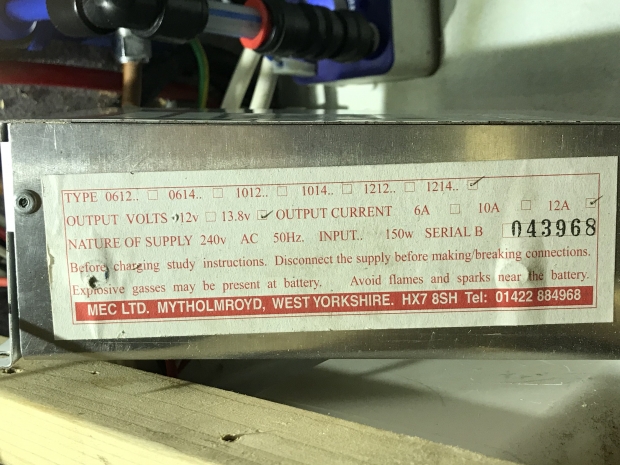 TYPE 0612.. ☐ 0614.. ☐ 1012.. ☐ 1014.. ☐ 1212.. ☐ 1214.. ☑
OUTPUT VOLTS 12v ☐ 13.8v ☑ OUTPUT CURRENT 6A ☐ 10A ☐ 12A ☑
NATURE OF SUPPLY 240v AC 50Hz. INPUT.. 150w SERIAL B 043968
Before charging study instructions. Disconnect the supply before making/breaking connections.
Explosive gasses may be present at battery. Avoid flames and sparks near the battery.
MEC LTD. MYTHOLMROYD, WEST YORKSHIRE. HX7 8SH Tel: 01422 884968